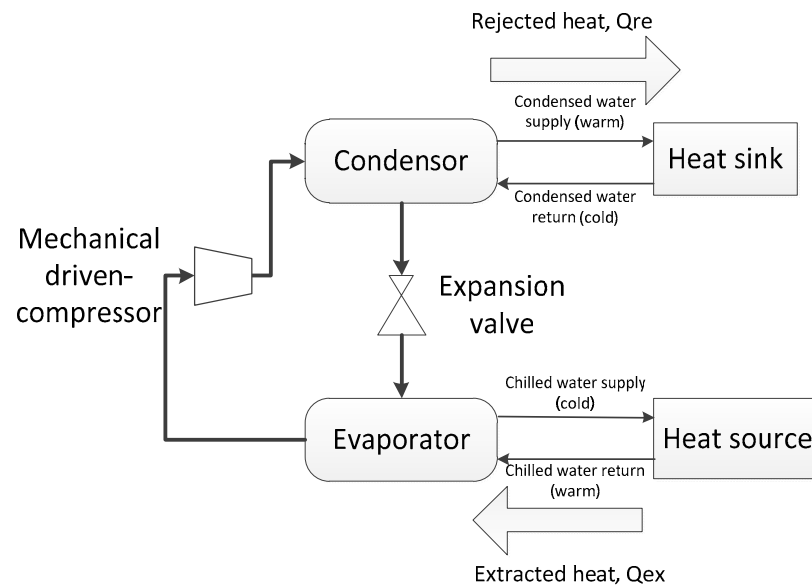 Rejected heat, Qre
Condensed water
supply (warm)
Condensor
Heat sink
Condensed water
return (cold)
Mechanical
driven-
compressor
Expansion
valve
Chilled water supply
(cold)
Evaporator
Heat source
Chilled water return
(warm)
Extracted heat, Qex